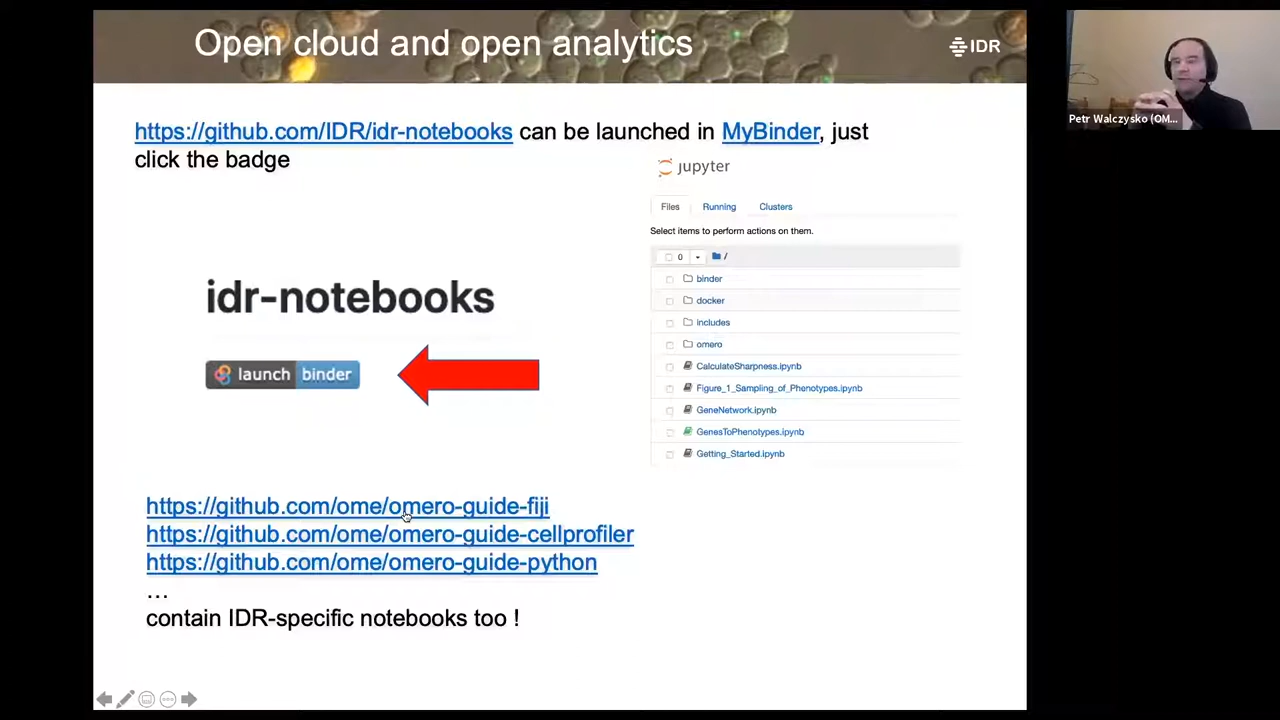 Open cloud and open analytics
IDR
Petr Walczysko (OM...
https://github.com/IDR/idr-notebooks can be launched in MyBinder, just
click the badge
jupyter
Files Running Clusters
Select items to perform actions on them.
0 /
binder
docker
includes
omero
CalculateSharpness.ipynb
Figure_1_Sampling_of_Phenotypes.ipynb
GeneNetwork.ipynb
GenesToPhenotypes.ipynb
Getting_Started.ipynb
idr-notebooks
launch binder
https://github.com/ome/omero-guide-fiji
https://github.com/ome/omero-guide-cellprofiler
https://github.com/ome/omero-guide-python
...
contain IDR-specific notebooks too !